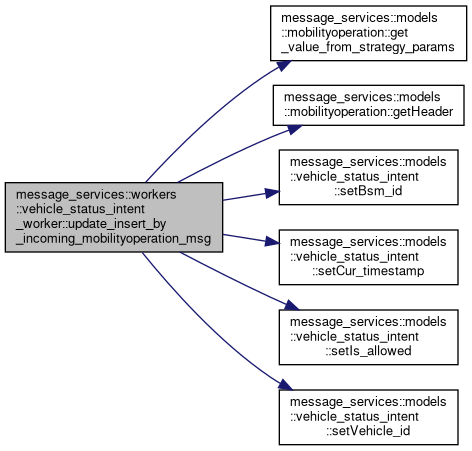 message_services::workers
::vehicle_status_intent
_worker::update_insert_by
_incoming_mobilityoperation_msg
message_services::models
::mobilityoperation::get
_value_from_strategy_params
message_services::models
::mobilityoperation::getHeader
message_services::models
::vehicle_status_intent
::setBsm_id
message_services::models
::vehicle_status_intent
::setCur_timestamp
message_services::models
::vehicle_status_intent
::setIs_allowed
message_services::models
::vehicle_status_intent
::setVehicle_id